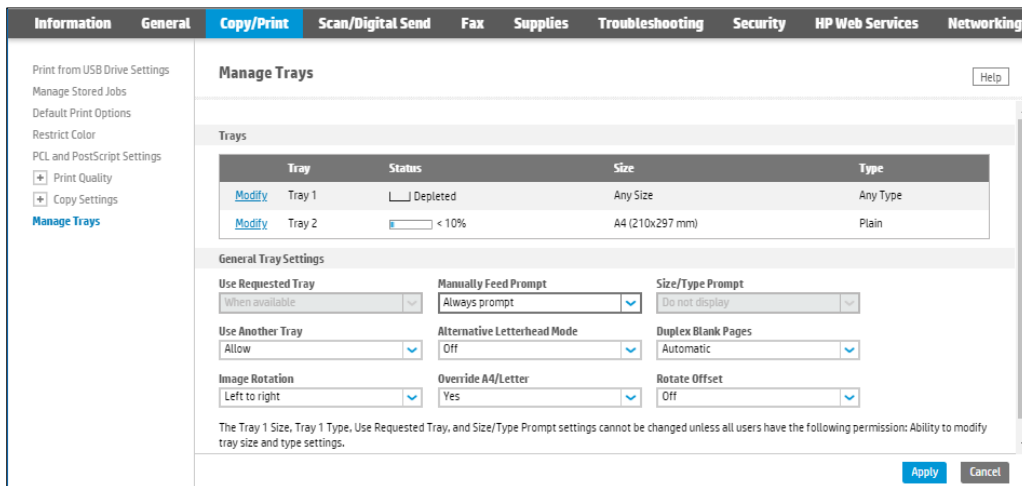 Information General Copy/Print Scan/Digital Send Fax Supplies Troubleshooting Security HP Web Services Networking
Print from USB Drive Settings
Manage Stored Jobs
Default Print Options
Restrict Color
PCL and PostScript Settings
+ Print Quality
+ Copy Settings
Manage Trays
Manage Trays
Help
Trays
Tray Status Size Type
Modify Tray 1 Depleted Any Size Any Type
Modify Tray 2 < 10% A4 (210x297 mm) Plain
General Tray Settings
Use Requested Tray Manually Feed Prompt Size/Type Prompt
When available Always prompt Do not display
Use Another Tray Alternative Letterhead Mode Duplex Blank Pages
Allow Off Automatic
Image Rotation Override A4/Letter Rotate Offset
Left to right Yes Off
The Tray 1 Size, Tray 1 Type, Use Requested Tray, and Size/Type Prompt settings cannot be changed unless all users have the following permission: Ability to modify
tray size and type settings.
Apply Cancel